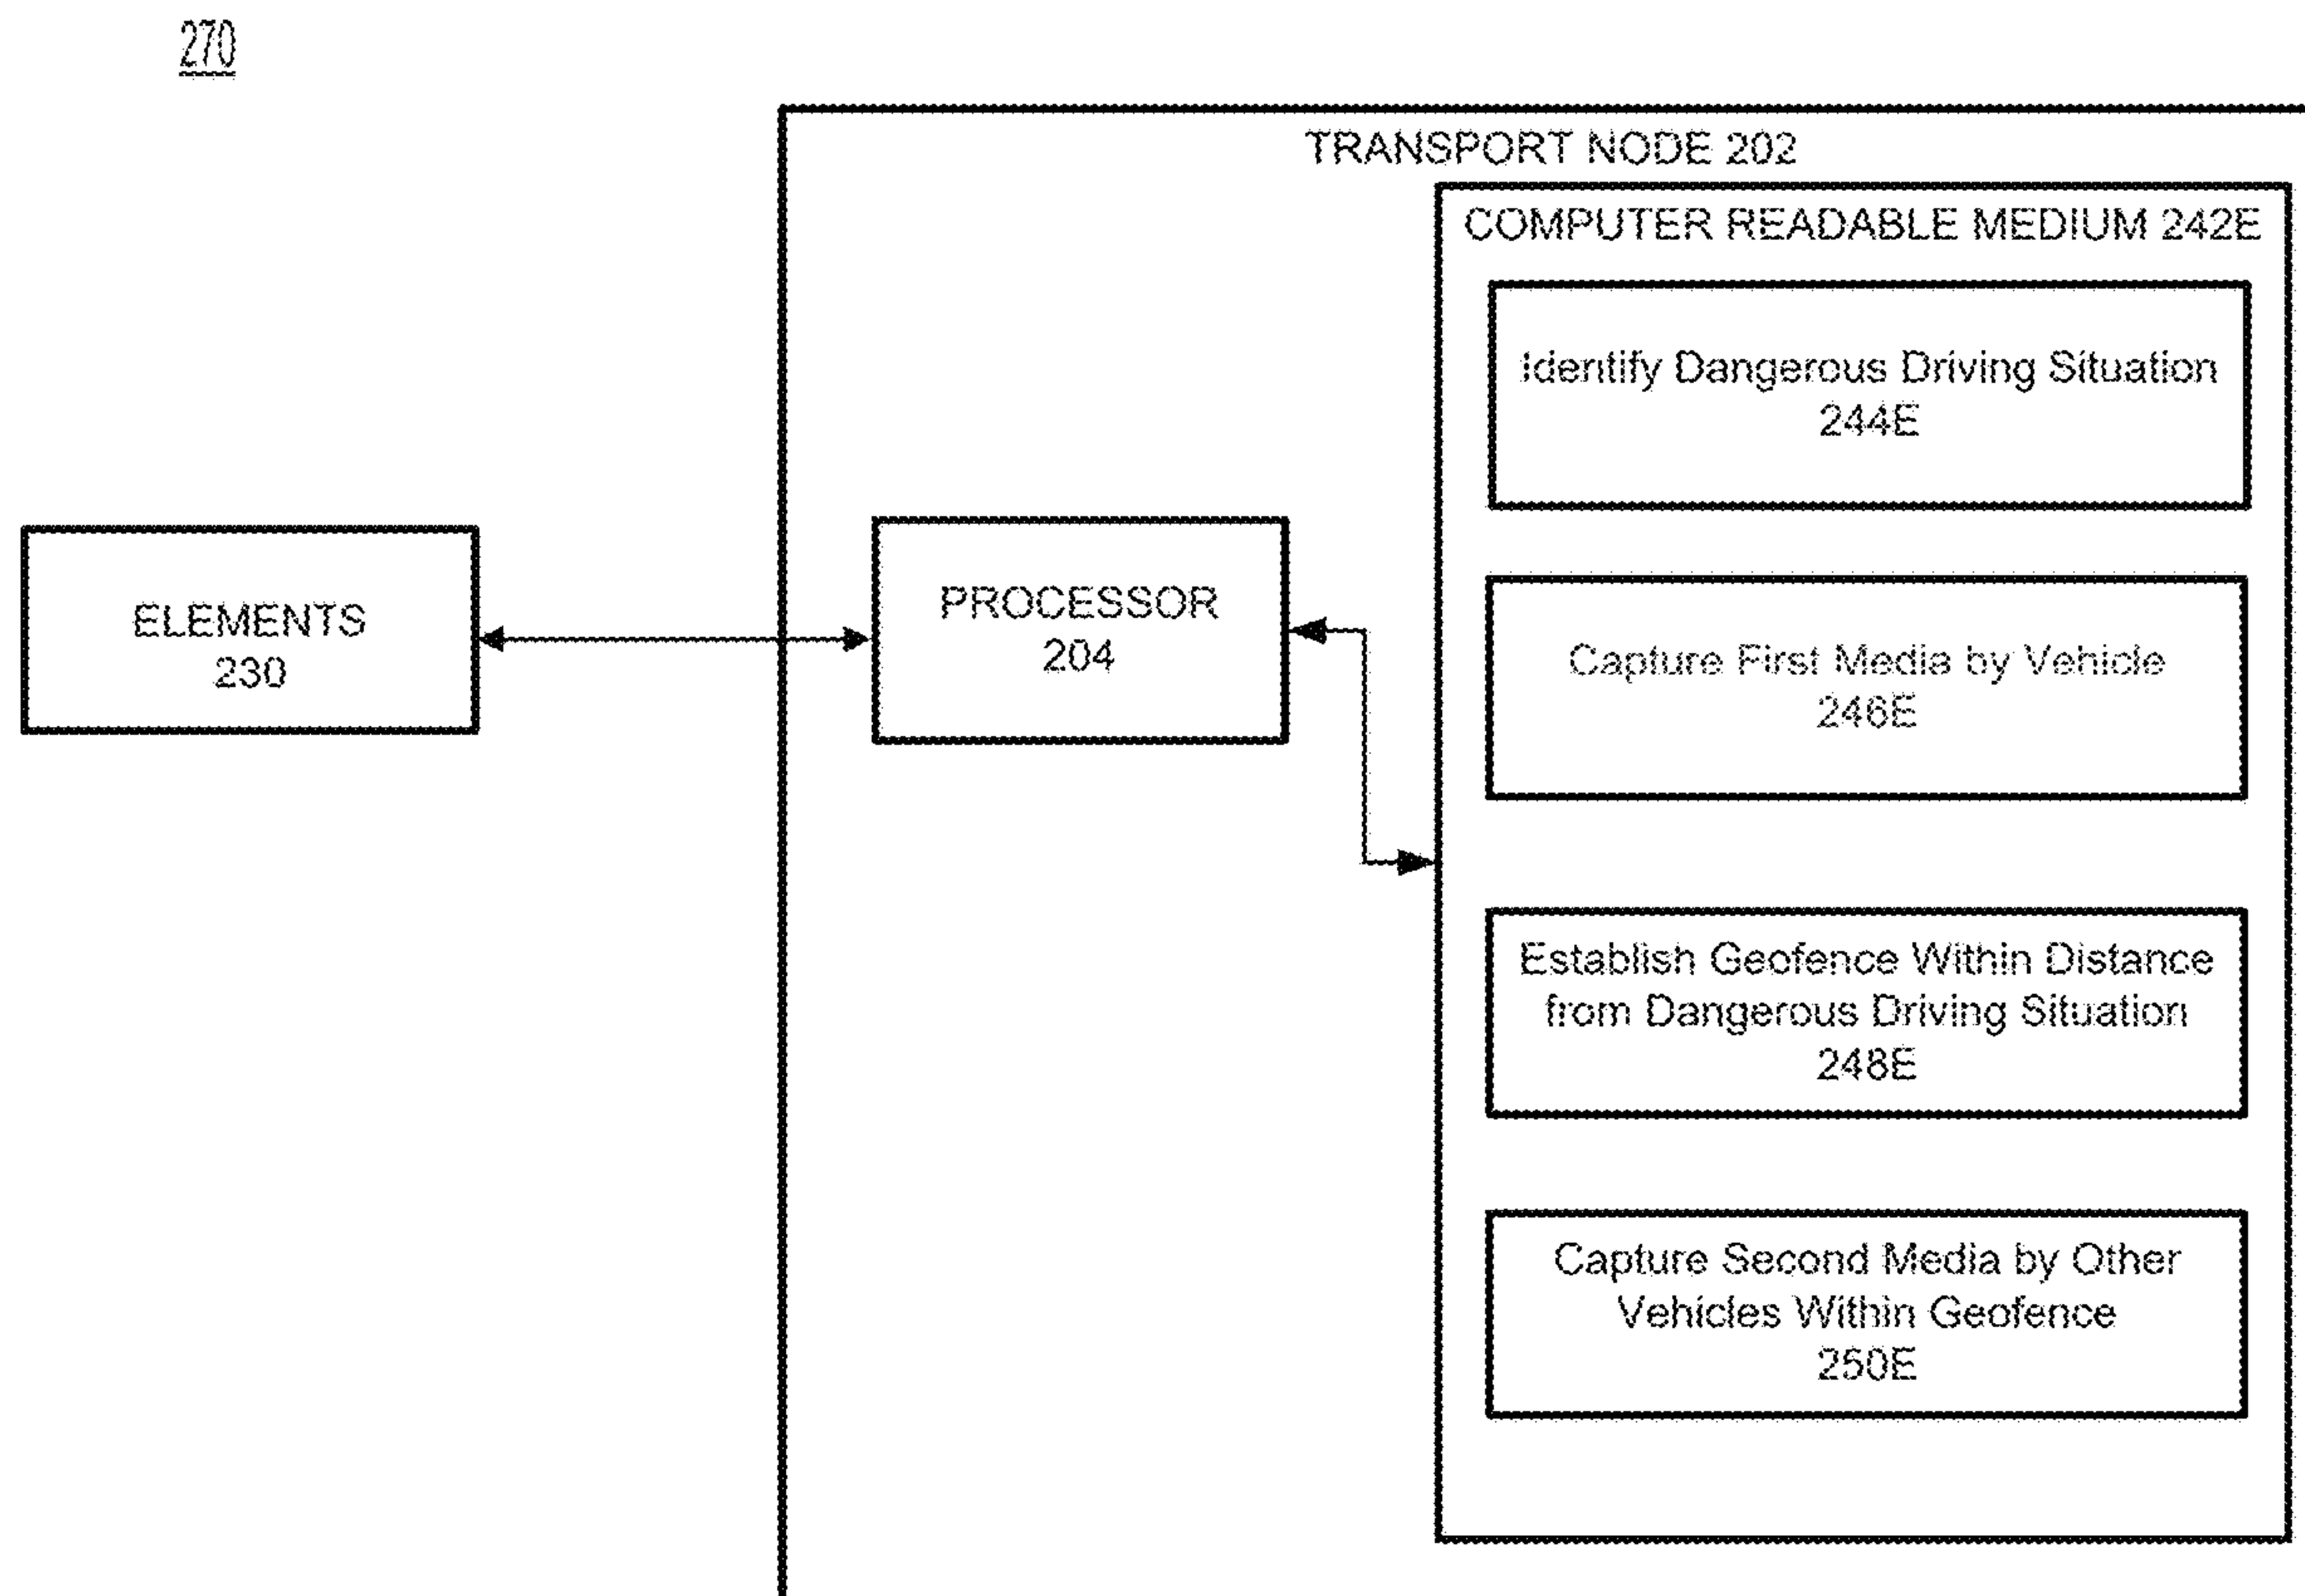 270
TRANSPORT NODE 202
COMPUTER READABLE MEDIUM 242E
Identify Dangerous Driving Situation
244E
ELEMENTS
230
PROCESSOR
204
Capture First Media by Vehicle
246E
Establish Geofence Within Distance
from Dangerous Driving Situation
248E
Capture Second Media by Other
Vehicles Within Geofence
250E